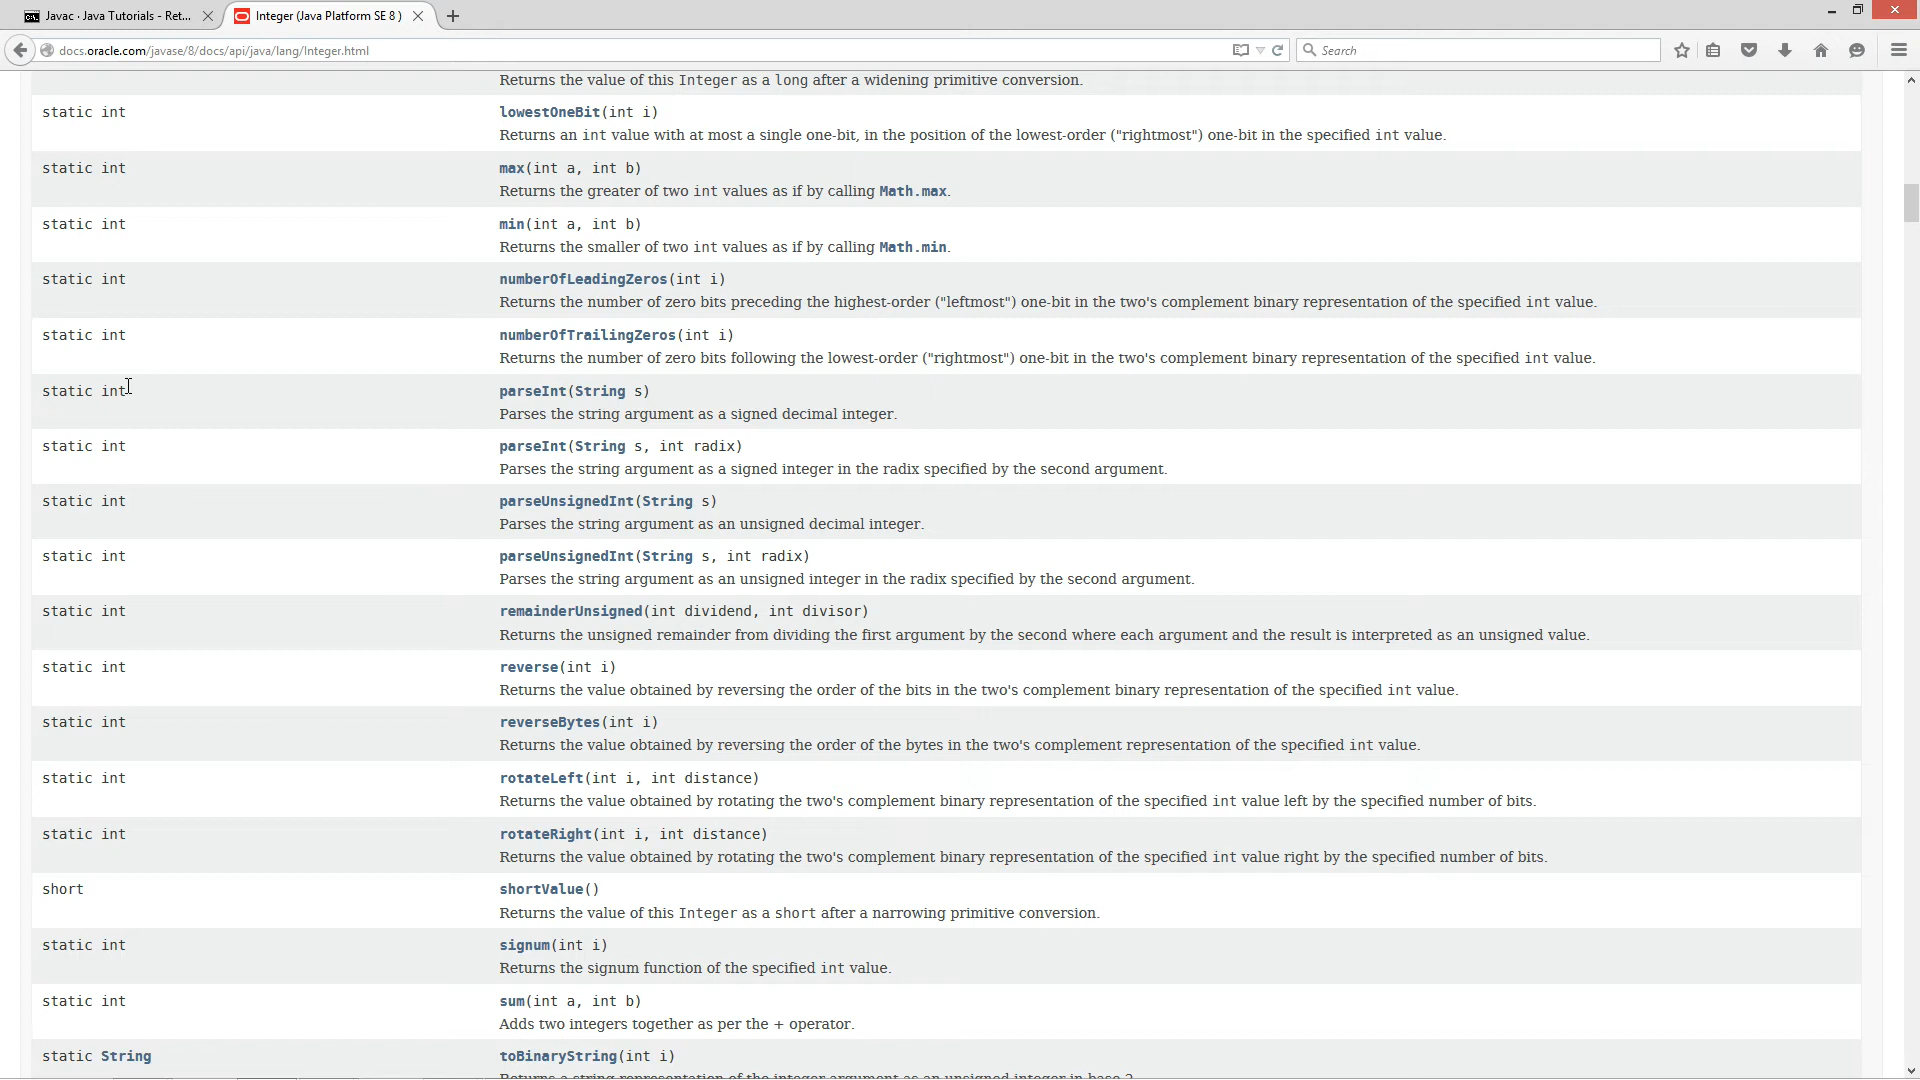 Javac · Java Tutorials - Ret...
Integer (Java Platform SE 8 )
docs.oracle.com/javase/8/docs/api/java/lang/Integer.html
Search
Returns the value of this Integer as a long after a widening primitive conversion.
static int lowestOneBit(int i)
Returns an int value with at most a single one-bit, in the position of the lowest-order ("rightmost") one-bit in the specified int value.
static int max(int a, int b)
Returns the greater of two int values as if by calling Math.max.
static int min(int a, int b)
Returns the smaller of two int values as if by calling Math.min.
static int numberOfLeadingZeros(int i)
Returns the number of zero bits preceding the highest-order ("leftmost") one-bit in the two's complement binary representation of the specified int value.
static int numberOfTrailingZeros(int i)
Returns the number of zero bits following the lowest-order ("rightmost") one-bit in the two's complement binary representation of the specified int value.
static int parseInt(String s)
Parses the string argument as a signed decimal integer.
static int parseInt(String s, int radix)
Parses the string argument as a signed integer in the radix specified by the second argument.
static int parseUnsignedInt(String s)
Parses the string argument as an unsigned decimal integer.
static int parseUnsignedInt(String s, int radix)
Parses the string argument as an unsigned integer in the radix specified by the second argument.
static int remainderUnsigned(int dividend, int divisor)
Returns the unsigned remainder from dividing the first argument by the second where each argument and the result is interpreted as an unsigned value.
static int reverse(int i)
Returns the value obtained by reversing the order of the bits in the two's complement binary representation of the specified int value.
static int reverseBytes(int i)
Returns the value obtained by reversing the order of the bytes in the two's complement representation of the specified int value.
static int rotateLeft(int i, int distance)
Returns the value obtained by rotating the two's complement binary representation of the specified int value left by the specified number of bits.
static int rotateRight(int i, int distance)
Returns the value obtained by rotating the two's complement binary representation of the specified int value right by the specified number of bits.
short shortValue()
Returns the value of this Integer as a short after a narrowing primitive conversion.
static int signum(int i)
Returns the signum function of the specified int value.
static int sum(int a, int b)
Adds two integers together as per the + operator.
static String toBinaryString(int i)
Returns a string representation of the integer argument as an unsigned integer in base 2.